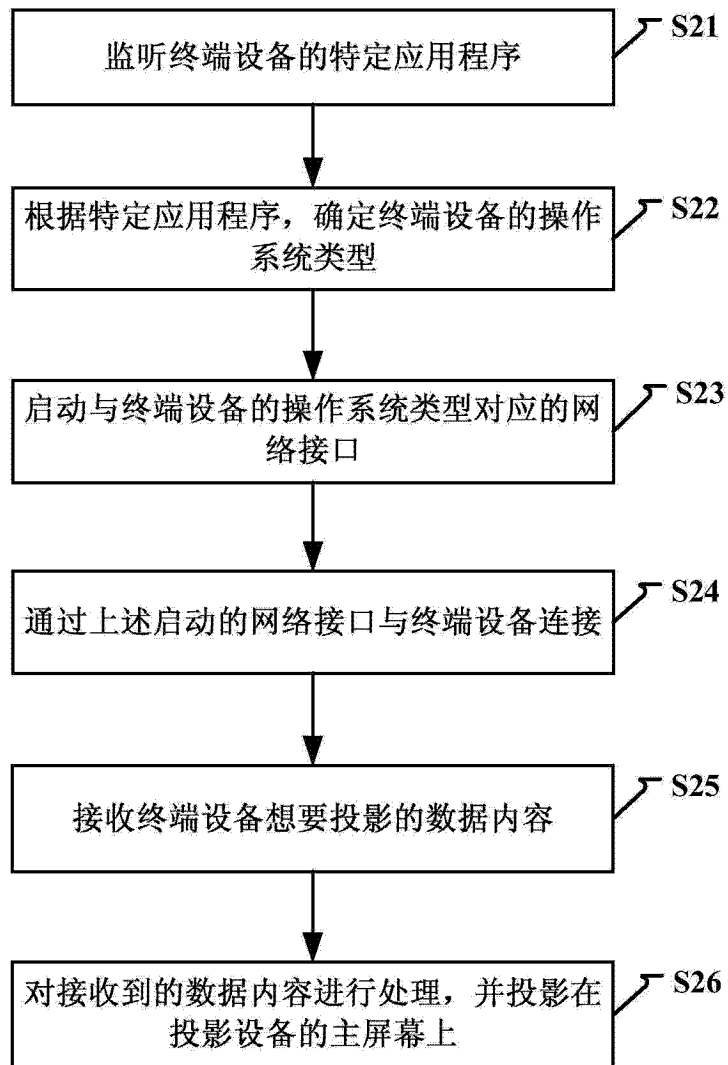 监听终端设备的特定应用程序
S21
根据特定应用程序，确定终端设备的操作
系统类型
S22
启动与终端设备的操作系统类型对应的网
络接口
S23
通过上述启动的网络接口与终端设备连接
S24
接收终端设备想要投影的数据内容
S25
对接收到的数据内容进行处理，并投影在
投影设备的主屏幕上
S26